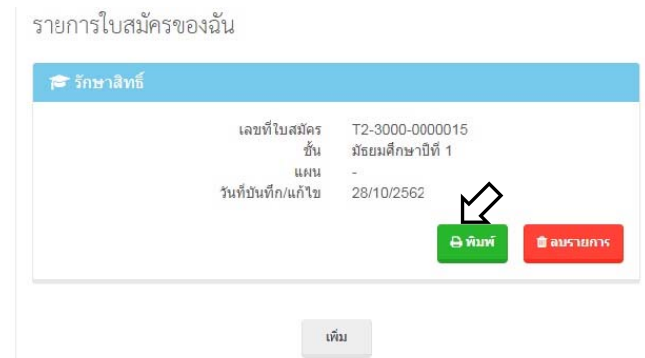 รายการใบสมัครของฉัน
รักษาสิทธิ์
เลขที่ใบสมัคร T2-3000-0000015
ชั้น มัธยมศึกษาปีที่ 1
แผน -
วันที่บันทึก/แก้ไข 28/10/2562
พิมพ์ ลบรายการ
เพิ่ม